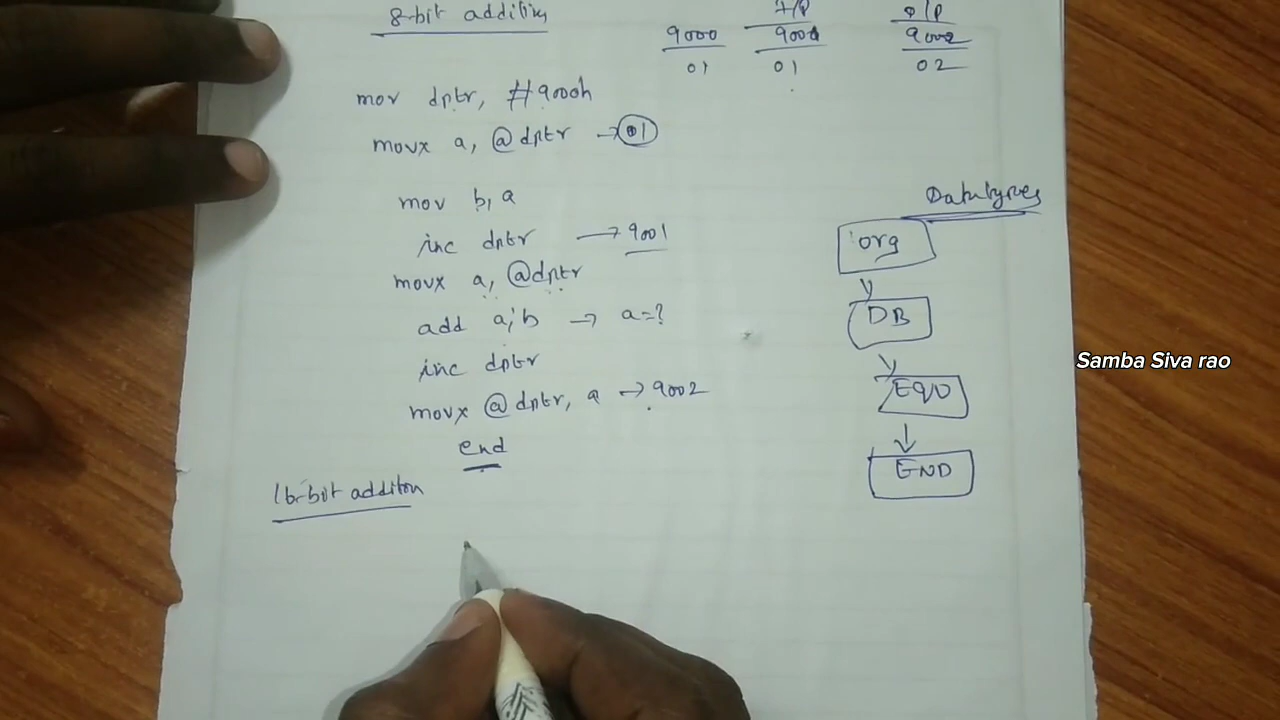 8-bit addition
I/P
O/P
9000
9001
9002
01
01
02
mov dptr, #9000h
movx a, @dptr → 01
mov b, a
inc dptr → 9001
movx a, @dptr
add a, b → a=?
inc dptr
movx @dptr, a → 9002
end
16-bit additon
Datatypes
org
DB
EQU
END
Samba Siva rao